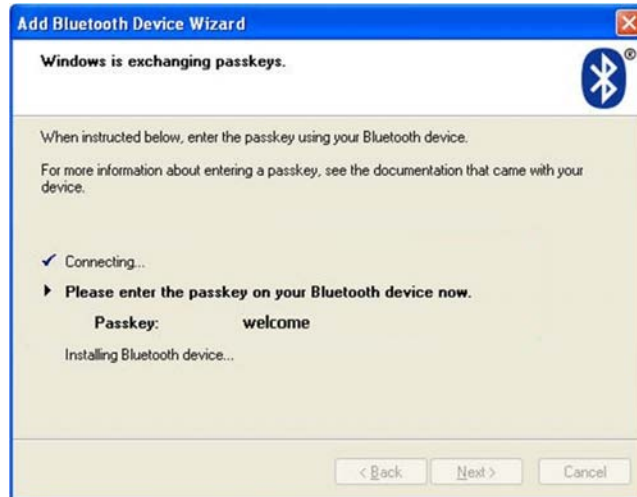 Add Bluetooth Device Wizard
Windows is exchanging passkeys.
®
When instructed below, enter the passkey using your Bluetooth device.
For more information about entering a passkey, see the documentation that came with your
device.
Connecting...
Please enter the passkey on your Bluetooth device now.
Passkey: welcome
Installing Bluetooth device...
< Back Next > Cancel